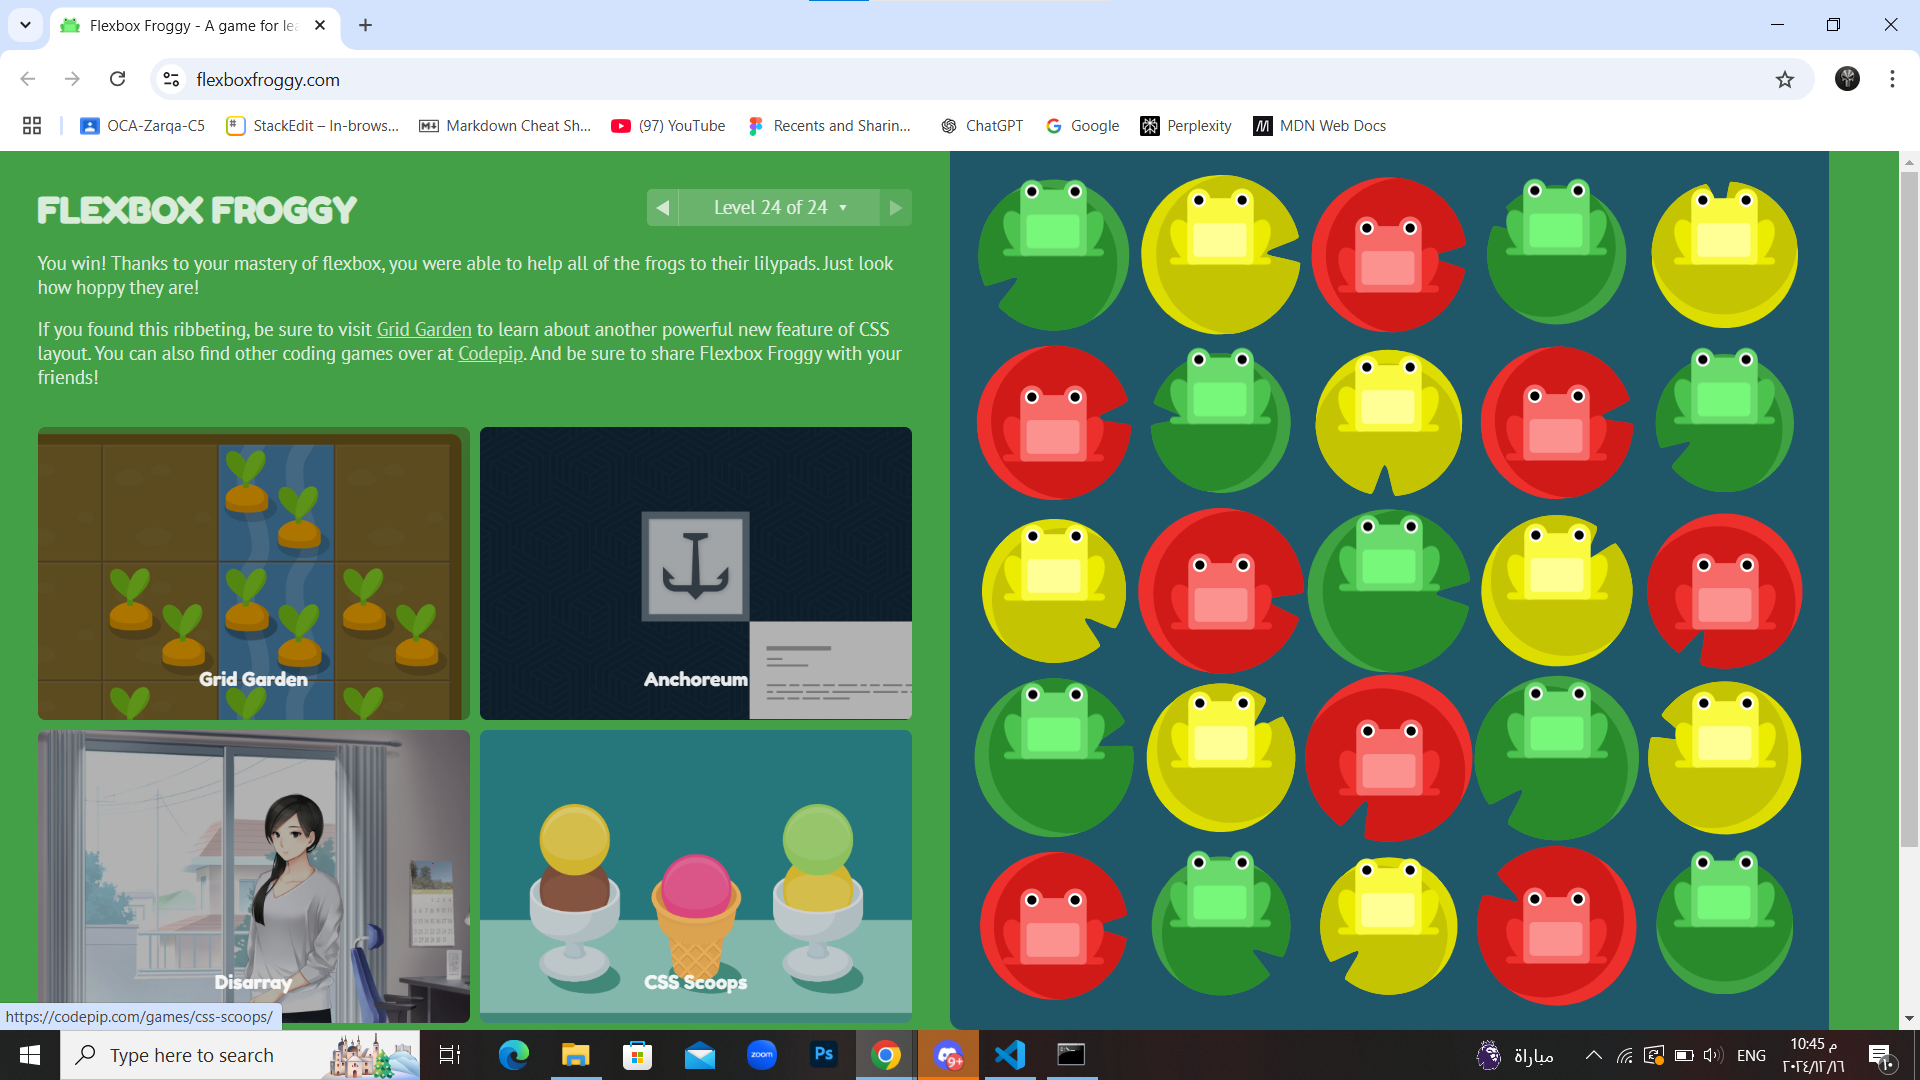 Flexbox Froggy - A game for lea
flexboxfroggy.com
OCA-Zarqa-C5
StackEdit – In-brows...
Markdown Cheat Sh...
(97) YouTube
Recents and Sharin...
ChatGPT
Google
Perplexity
MDN Web Docs
FLEXBOX FROGGY
Level 24 of 24
You win! Thanks to your mastery of flexbox, you were able to help all of the frogs to their lilypads. Just look
how hoppy they are!
If you found this ribbeting, be sure to visit Grid Garden to learn about another powerful new feature of CSS
layout. You can also find other coding games over at Codepip. And be sure to share Flexbox Froggy with your
friends!
Grid Garden
Anchoreum
Disarray
CSS Scoops
https://codepip.com/games/css-scoops/
Type here to search
zoom
Ps
9+
مباراة
ENG
10:45 م
٢٠٢٤/١٢/١٦
١٠